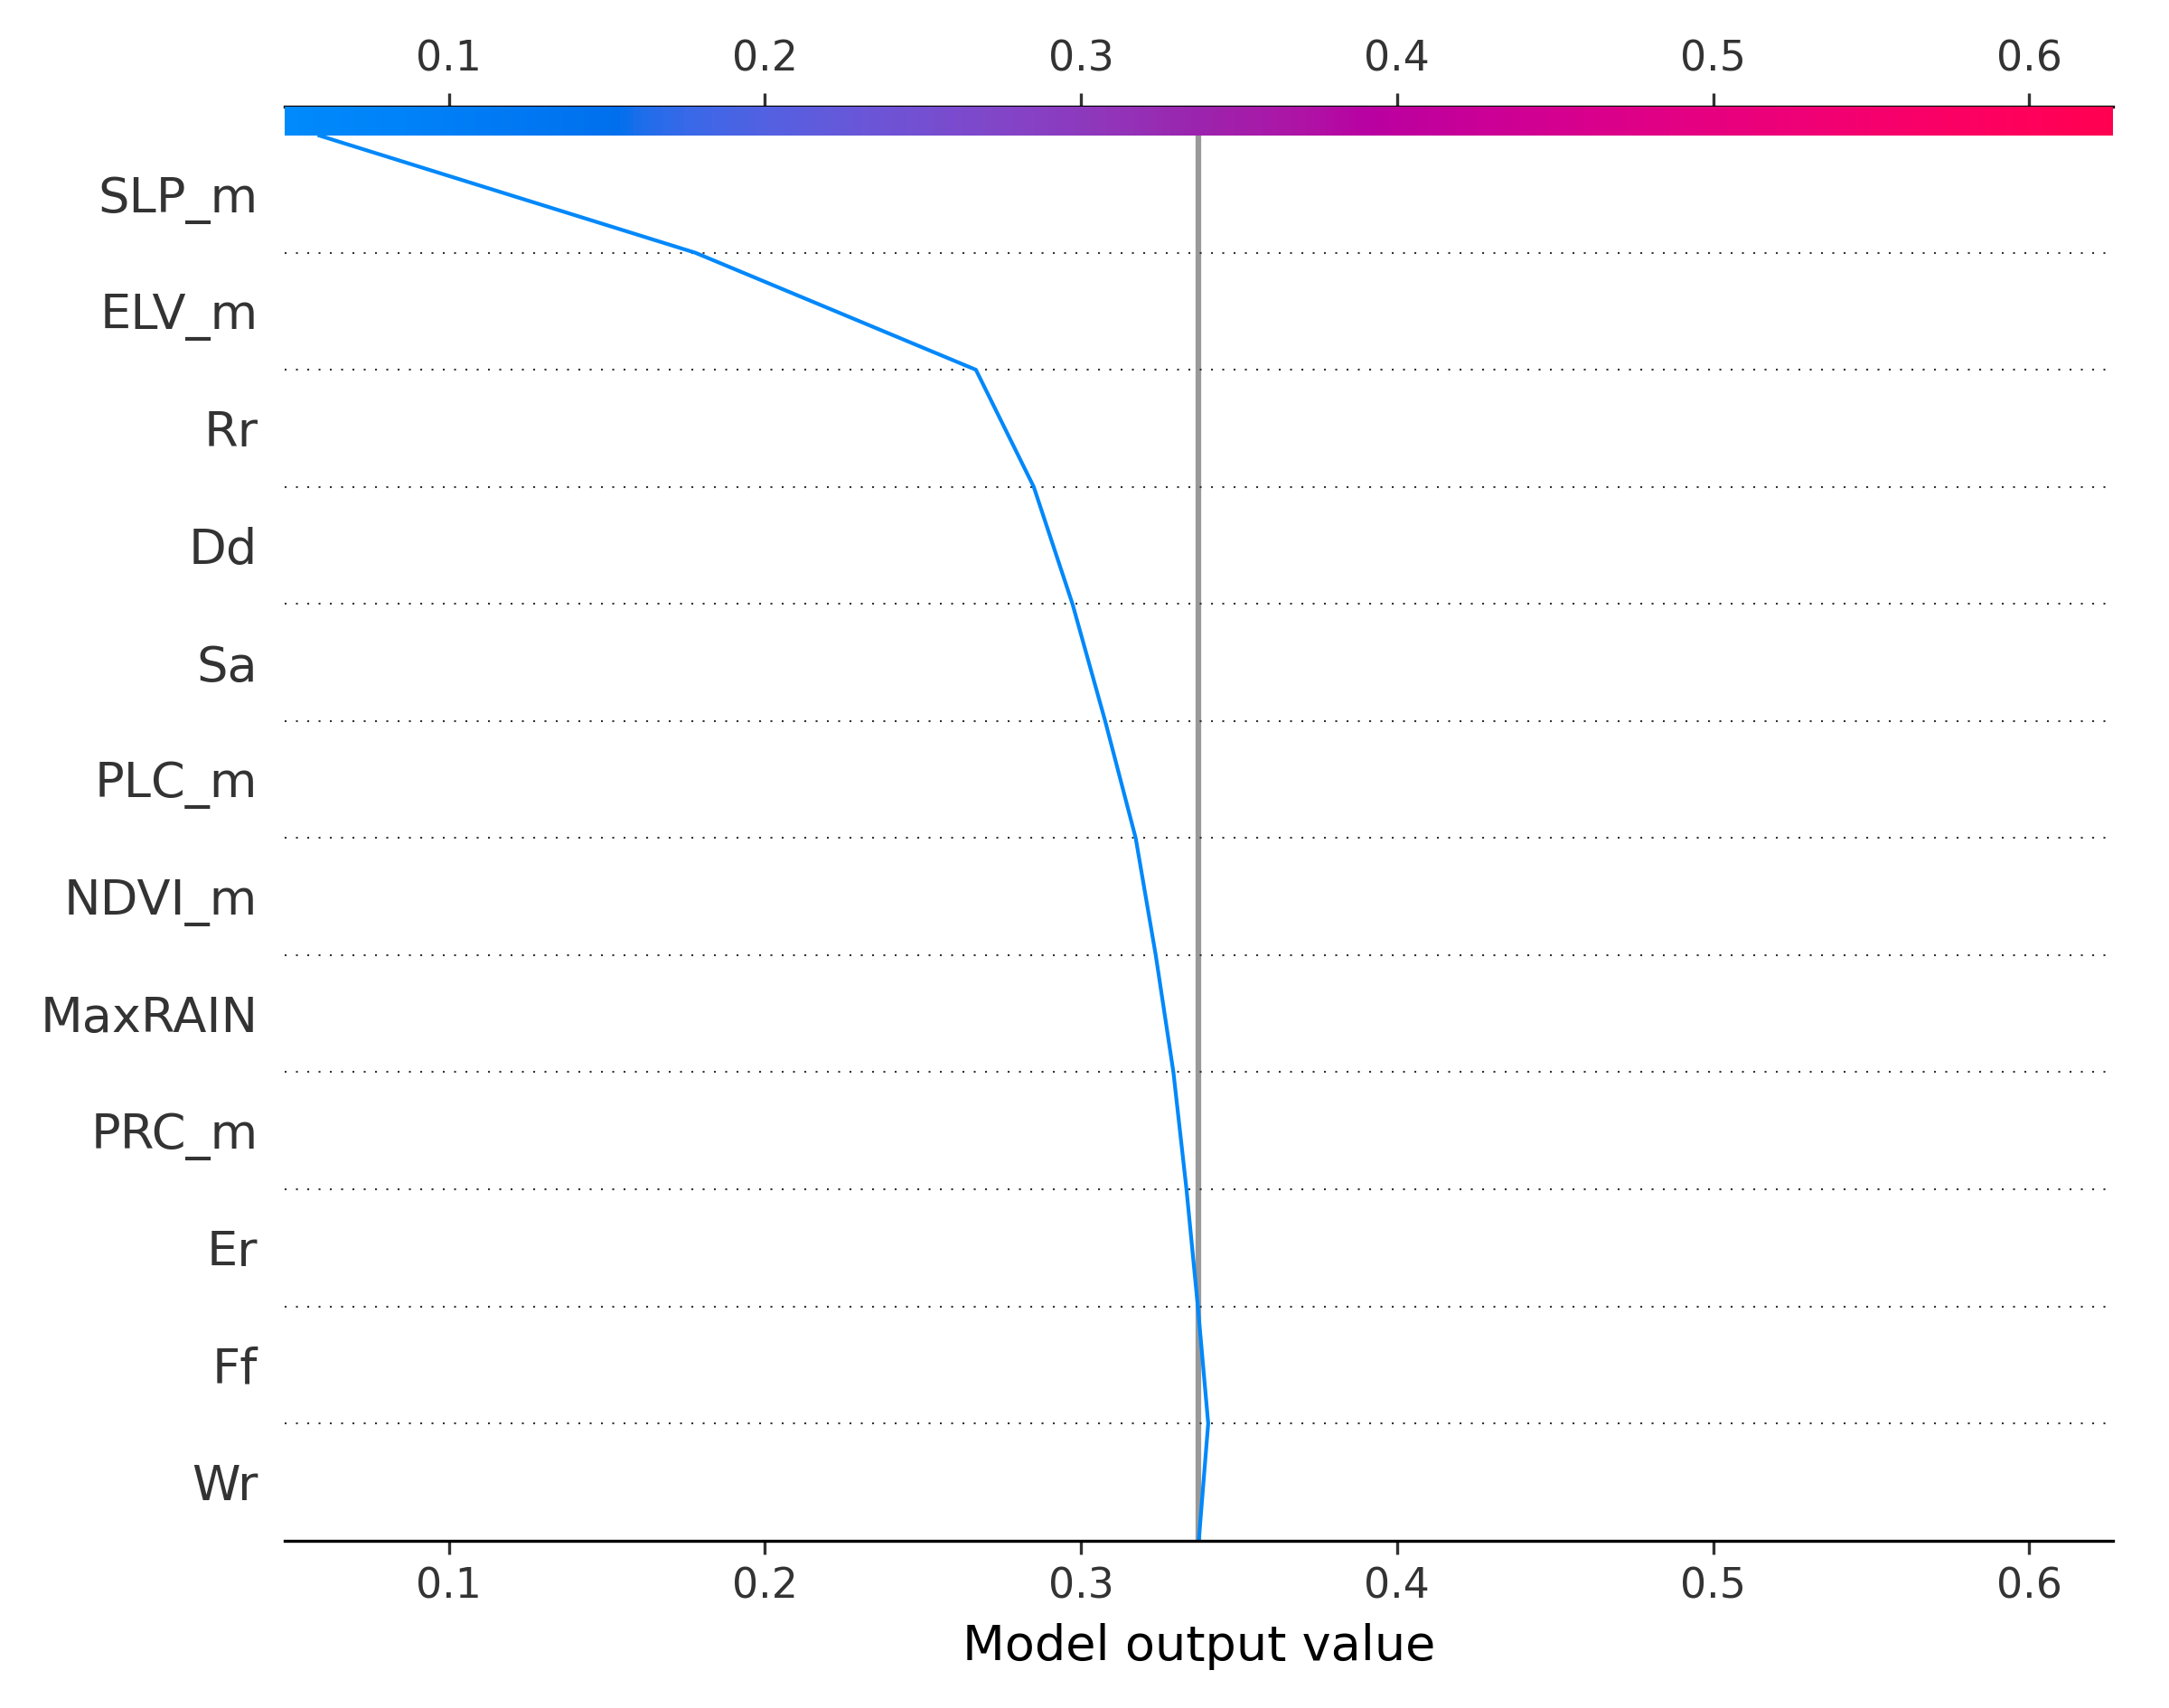 0.1 0.2 0.3 0.4 0.5 0.6
SLP_m
ELV_m
Rr
Dd
Sa
PLC_m
NDVI_m
MaxRAIN
PRC_m
Er
Ff
Wr
0.1 0.2 0.3 0.4 0.5 0.6
Model output value